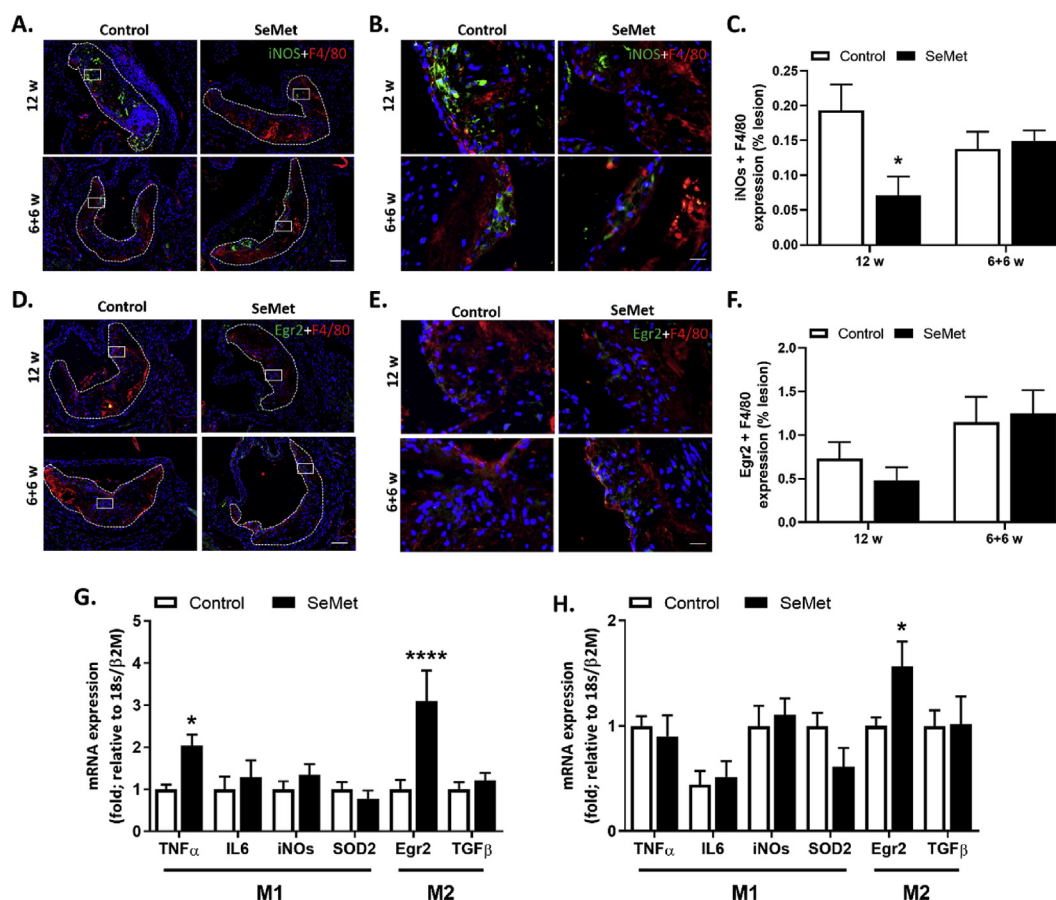 A.
Control
SeMet
iNOS+F4/80
12 w
6+6 w
B.
Control
SeMet
iNOS+F4/80
12 w
6+6 w
C.
Control
SeMet
iNOs + F4/80
expression (% lesion)
0.25
0.20
0.15
0.10
0.05
0.00
*
12 w
6+6 w
D.
Control
SeMet
Egr2+F4/80
12 w
6+6 w
E.
Control
SeMet
Egr2+F4/80
12 w
6+6 w
F.
Control
SeMet
Egr2 + F4/80
expression (% lesion)
2.0
1.5
1.0
0.5
0.0
12 w
6+6 w
G.
Control
SeMet
mRNA expression
(fold; relative to 18s/β2M)
5
4
3
2
1
0
*
****
TNFα IL6 iNOs SOD2 Egr2 TGFβ
M1 M2
H.
Control
SeMet
mRNA expression
(fold; relative to 18s/β2M)
2
1
0
*
TNFα IL6 iNOs SOD2 Egr2 TGFβ
M1 M2